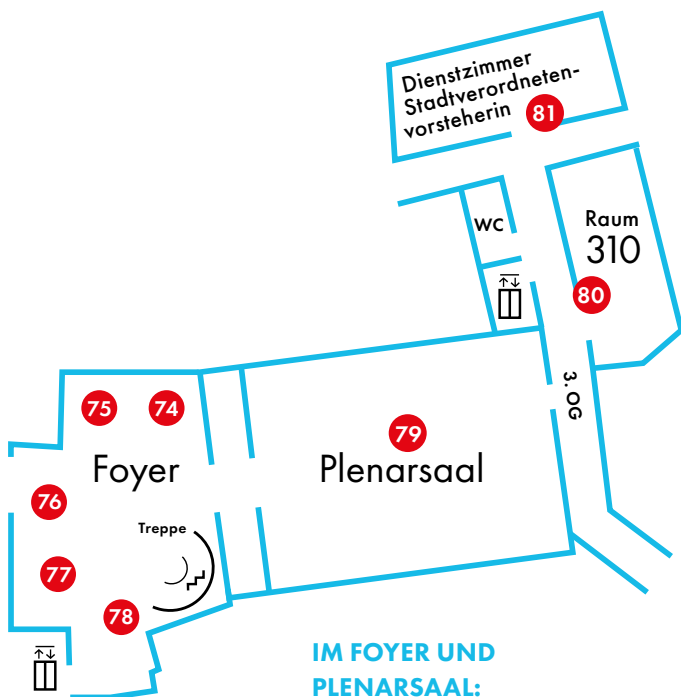 Dienstzimmer
Stadtverordneten-
vorsteherin
81
WC
Raum
310
80
3. OG
75
74
79
Foyer
Plenarsaal
76
Treppe
77
78
IM FOYER UND
PLENARSAAL: